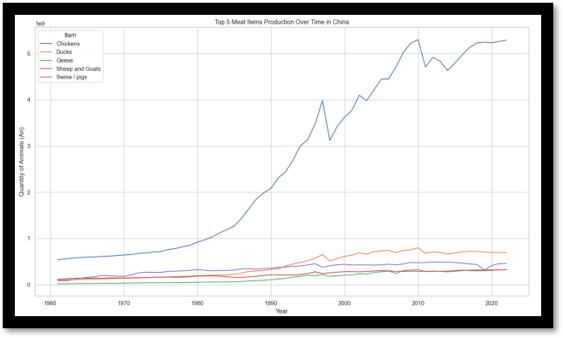 Top 5 Meat Items Production Over Time in China
1e9
Item
Chickens
Ducks
Geese
Sheep and Goats
Swine / pigs
5
4
3
2
1
0
Quantity of Animals (An)
1960
1970
1980
1990
2000
2010
2020
Year